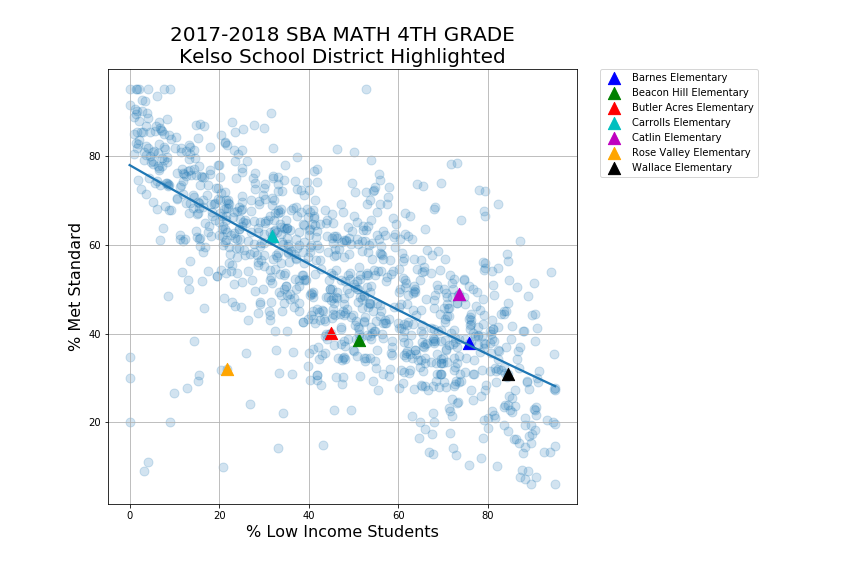 2017-2018 SBA MATH 4TH GRADE
Kelso School District Highlighted
Barnes Elementary
Beacon Hill Elementary
Butler Acres Elementary
Carrolls Elementary
Catlin Elementary
Rose Valley Elementary
Wallace Elementary
% Met Standard
80
60
40
20
0 20 40 60 80
% Low Income Students